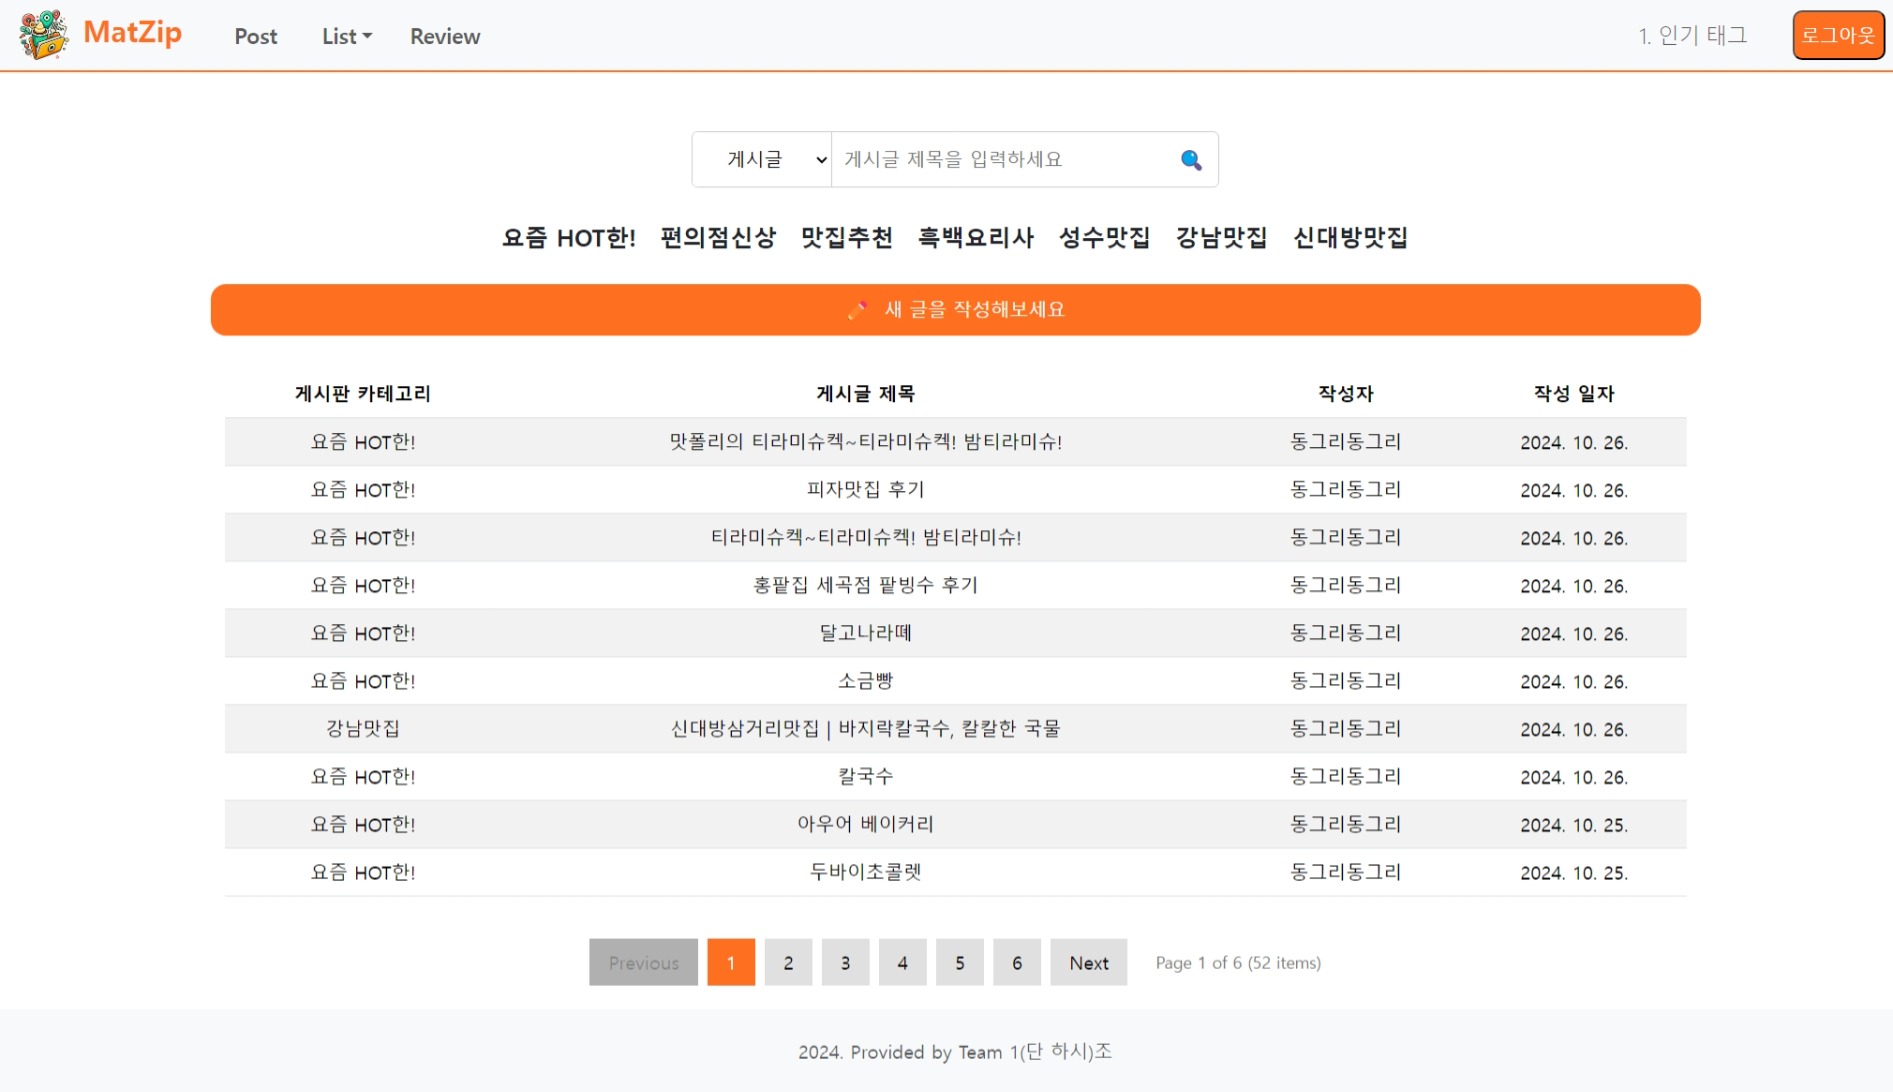 MatZip Post List Review 1. 인기 태그 로그아웃
게시글 게시글 제목을 입력하세요
요즘 HOT한! 편의점신상 맛집추천 흑백요리사 성수맛집 강남맛집 신대방맛집
새 글을 작성해보세요
게시판 카테고리 게시글 제목 작성자 작성 일자
요즘 HOT한! 맛폴리의 티라미슈켁~티라미슈켁! 밤티라미슈! 동그리동그리 2024. 10. 26.
요즘 HOT한! 피자맛집 후기 동그리동그리 2024. 10. 26.
요즘 HOT한! 티라미슈켁~티라미슈켁! 밤티라미슈! 동그리동그리 2024. 10. 26.
요즘 HOT한! 홍팥집 세곡점 팥빙수 후기 동그리동그리 2024. 10. 26.
요즘 HOT한! 달고나라떼 동그리동그리 2024. 10. 26.
요즘 HOT한! 소금빵 동그리동그리 2024. 10. 26.
강남맛집 신대방삼거리맛집 | 바지락칼국수, 칼칼한 국물 동그리동그리 2024. 10. 26.
요즘 HOT한! 칼국수 동그리동그리 2024. 10. 26.
요즘 HOT한! 아우어 베이커리 동그리동그리 2024. 10. 25.
요즘 HOT한! 두바이초콜렛 동그리동그리 2024. 10. 25.
Previous 1 2 3 4 5 6 Next Page 1 of 6 (52 items)
2024. Provided by Team 1(단 하시)조